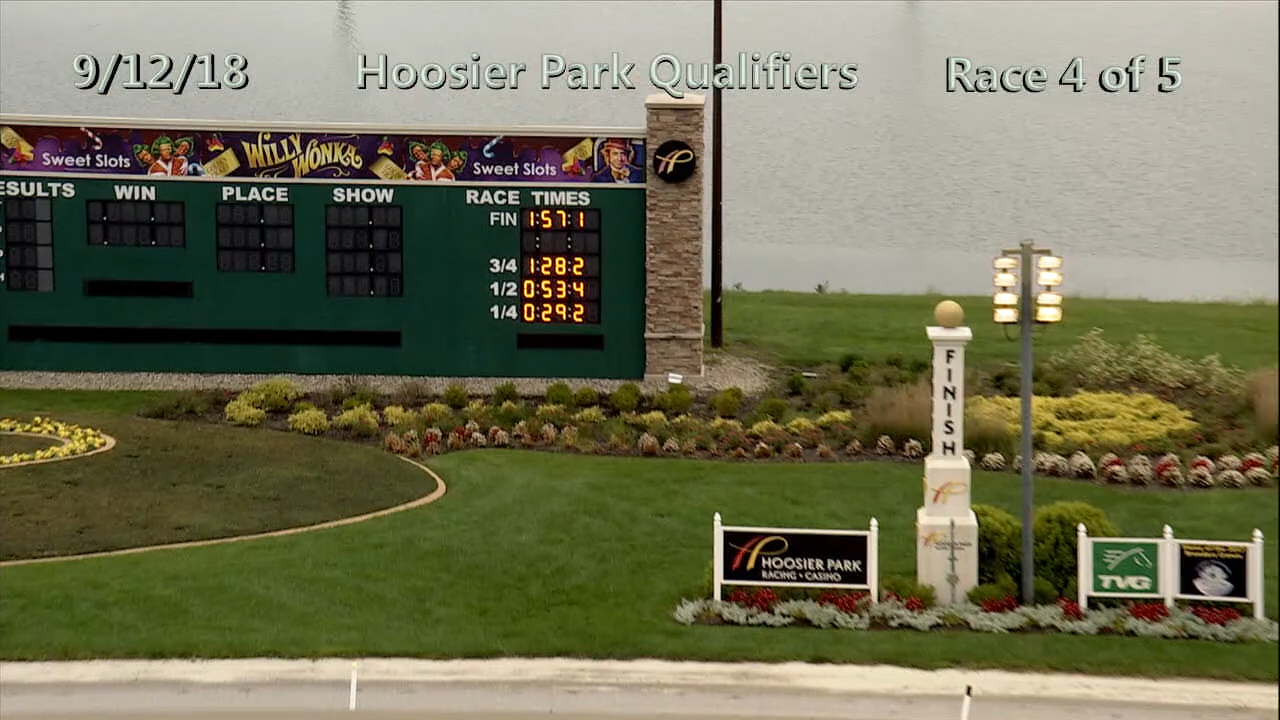 9/12/18 Hoosier Park Qualifiers Race 4 of 5
Sweet Slots WILLY WONKA Sweet Slots
ESULTS WIN PLACE SHOW RACE TIMES
FIN 1:57:1
3/4 1:28:2
1/2 0:53:4
1/4 0:29:2
FINISH
HOOSIER PARK
RACING • CASINO
TVG